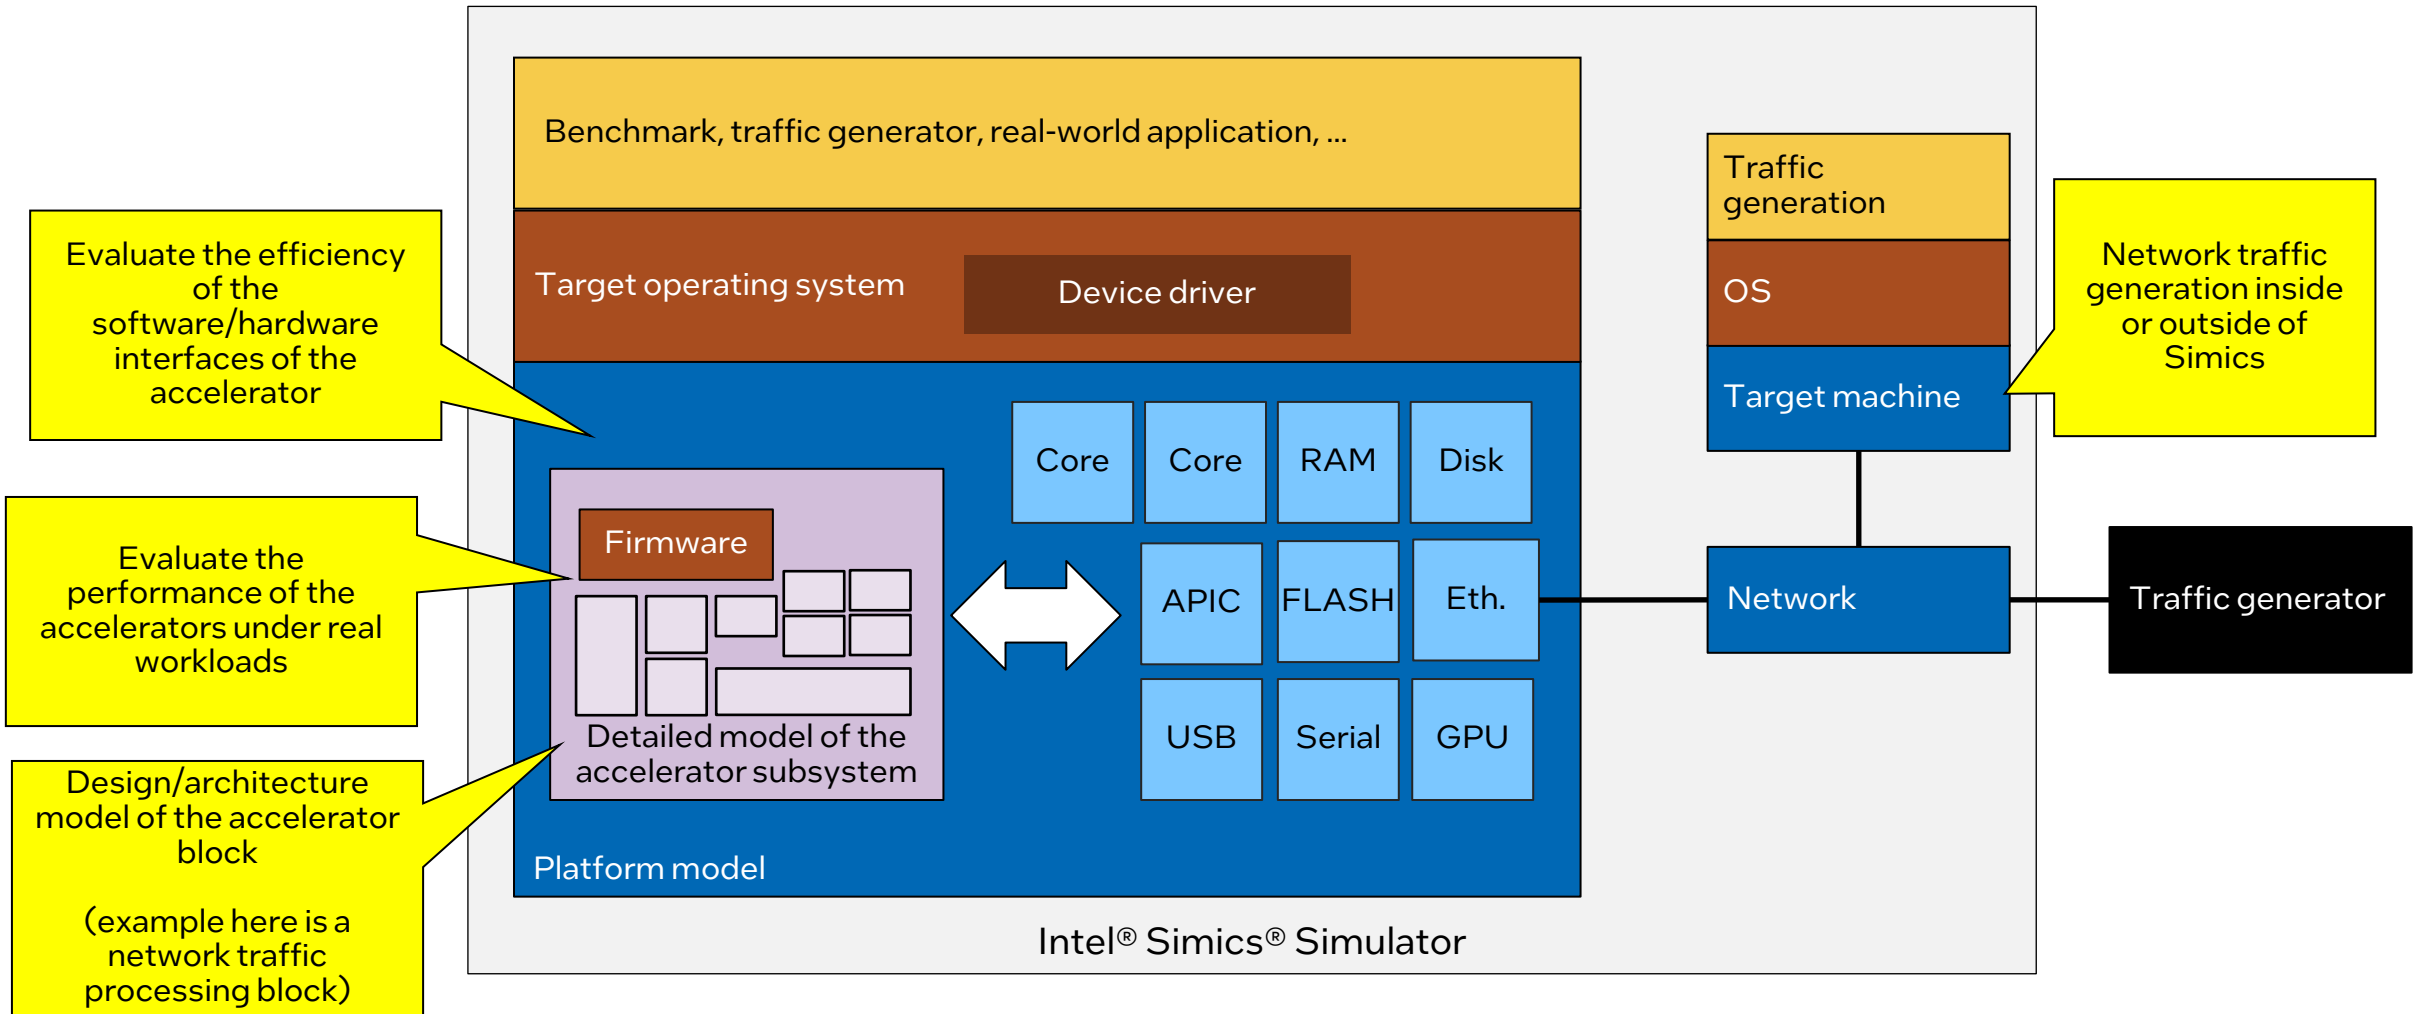 Benchmark, traffic generator, real-world application, ...
Target operating system
Device driver
Evaluate the efficiency
of the
software/hardware
interfaces of the
accelerator
Evaluate the
performance of the
accelerators under real
workloads
Design/architecture
model of the accelerator
block
(example here is a
network traffic
processing block)
Firmware
Detailed model of the
accelerator subsystem
Core
Core
RAM
Disk
APIC
FLASH
Eth.
USB
Serial
GPU
Platform model
Traffic
generation
OS
Target machine
Network
Network traffic
generation inside
or outside of
Simics
Traffic generator
Intel® Simics® Simulator